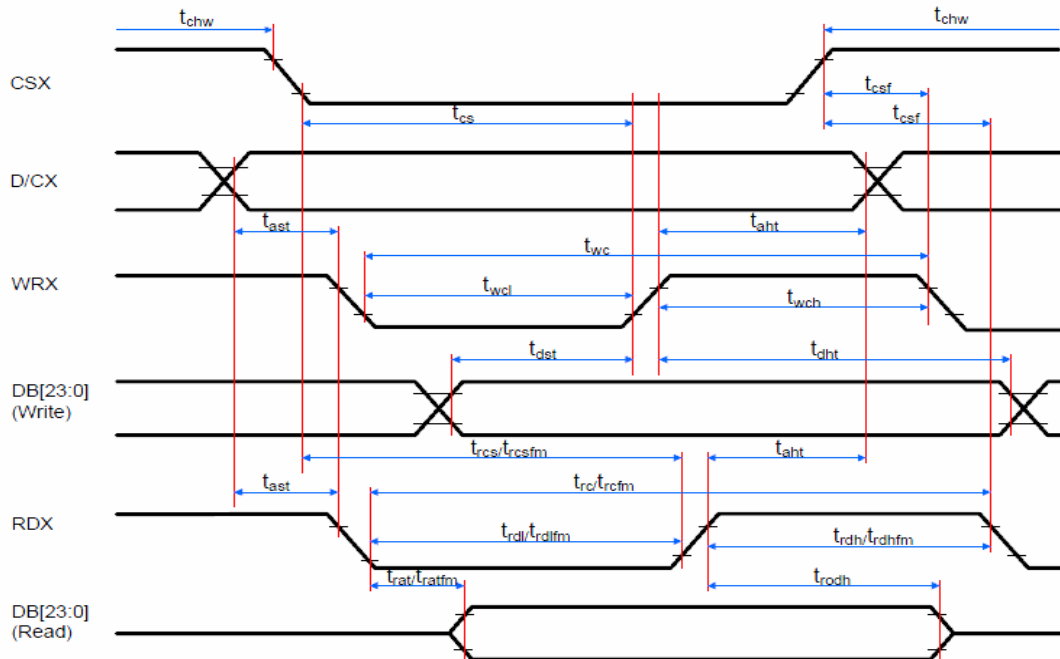 tchw
tchw
CSX
tcsf
tcs
tcsf
D/CX
tast
taht
twc
WRX
twcl
twch
tdst
tdht
DB[23:0]
(Write)
trcs/trcsfm
taht
tast
trc/trcfm
RDX
trdl/trdlfm
trdh/trdhfm
trat/tratfm
trodh
DB[23:0]
(Read)